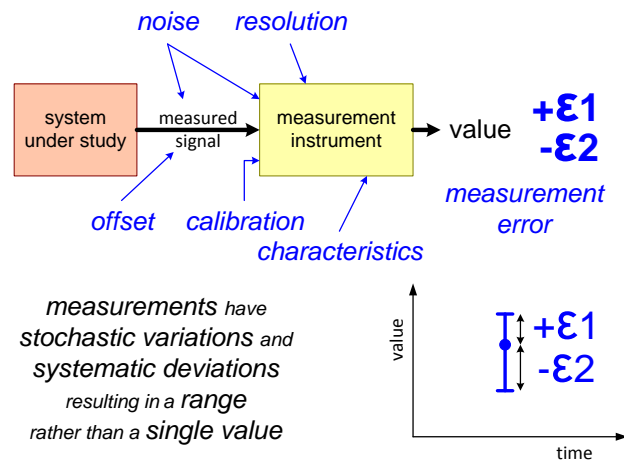 noise
resolution
system
under study
measured
signal
measurement
instrument
value
+ε1
-ε2
offset
calibration
characteristics
measurement
error
measurements have
stochastic variations and
systematic deviations
resulting in a range
rather than a single value
value
+ε1
-ε2
time